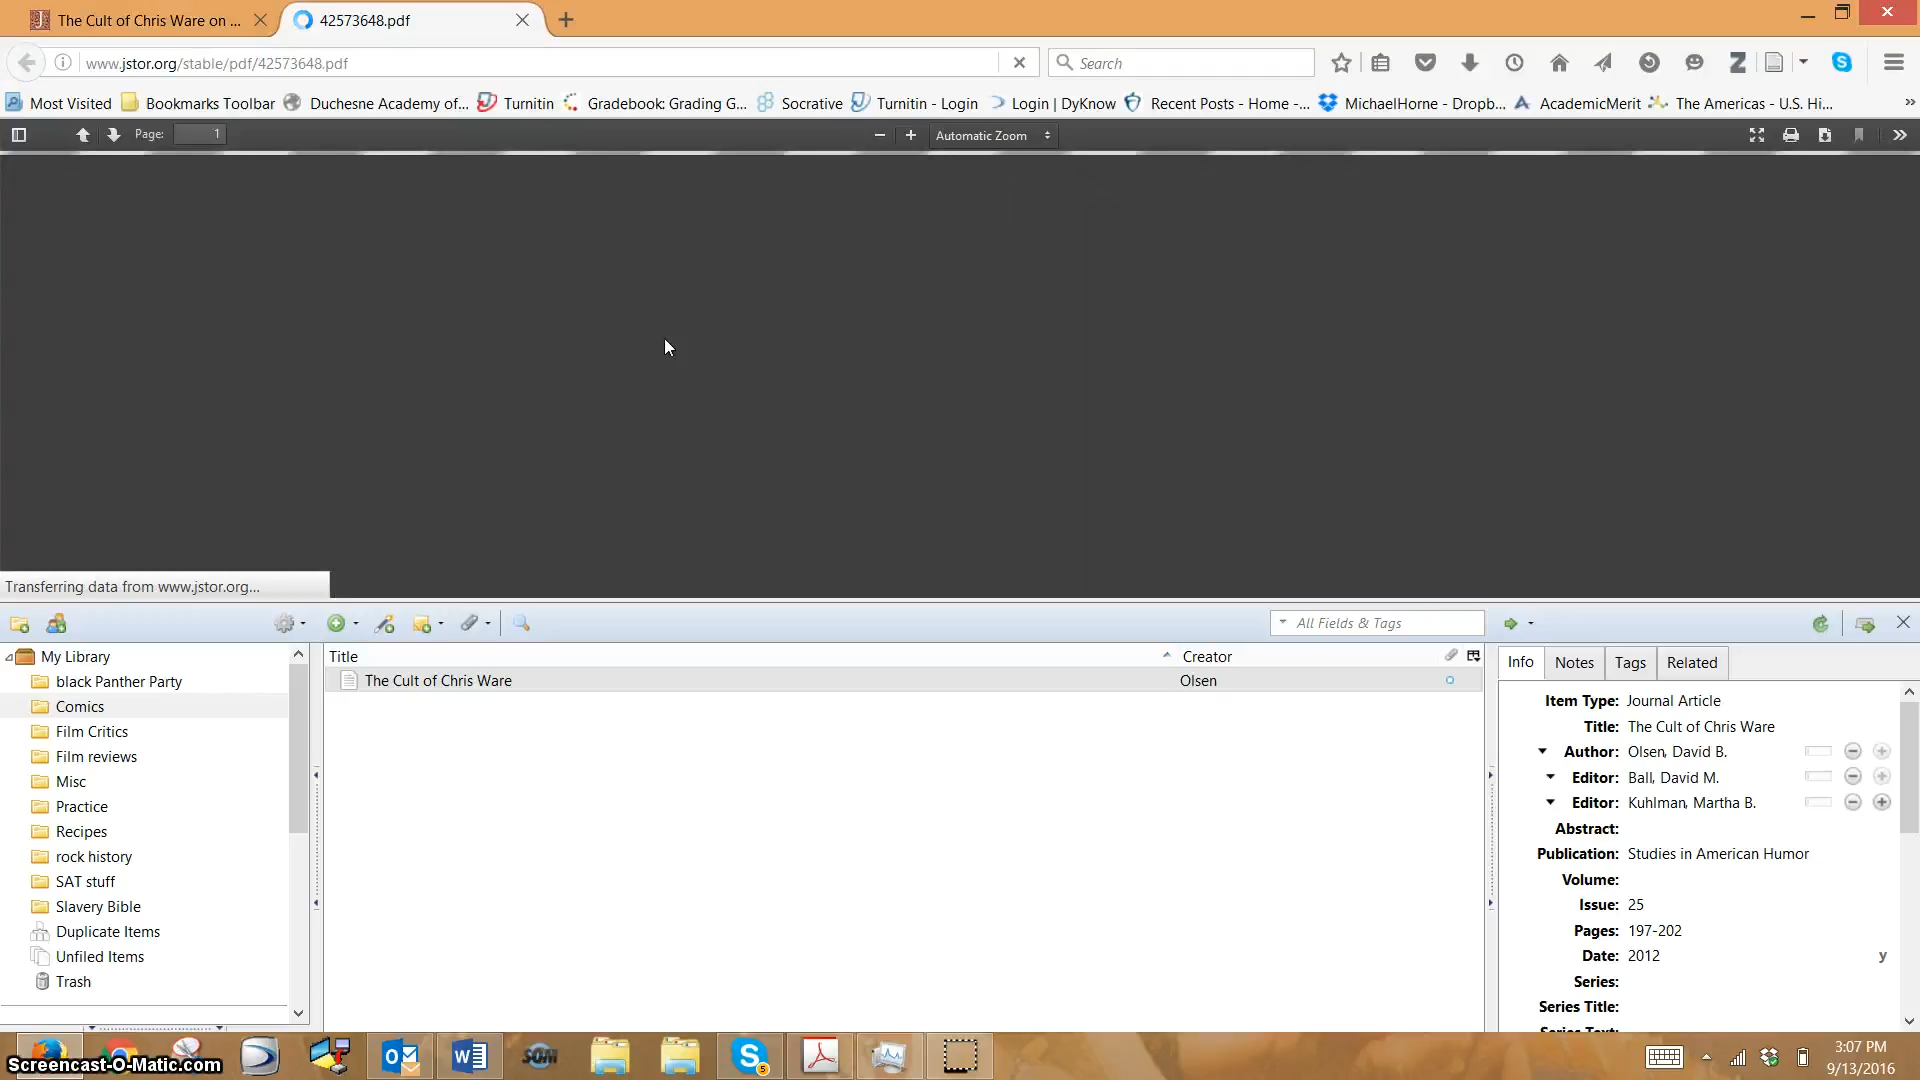 The Cult of Chris Ware on ...
42573648.pdf
www.jstor.org/stable/pdf/42573648.pdf
Search
Most Visited
Bookmarks Toolbar
Duchesne Academy of...
Turnitin
Gradebook: Grading G...
Socrative
Turnitin - Login
Login | DyKnow
Recent Posts - Home -...
MichaelHorne - Dropb...
AcademicMerit
The Americas - U.S. Hi...
Page: 1
Automatic Zoom
Transferring data from www.jstor.org...
All Fields & Tags
My Library
black Panther Party
Comics
Film Critics
Film reviews
Misc
Practice
Recipes
rock history
SAT stuff
Slavery Bible
Duplicate Items
Unfiled Items
Trash
Title Creator
The Cult of Chris Ware Olsen
Info Notes Tags Related
Item Type: Journal Article
Title: The Cult of Chris Ware
Author: Olsen, David B.
Editor: Ball, David M.
Editor: Kuhlman, Martha B.
Abstract:
Publication: Studies in American Humor
Volume:
Issue: 25
Pages: 197-202
Date: 2012 y
Series:
Series Title:
Series Text:
Screencast-O-Matic.com
SOM
5
3:07 PM
9/13/2016